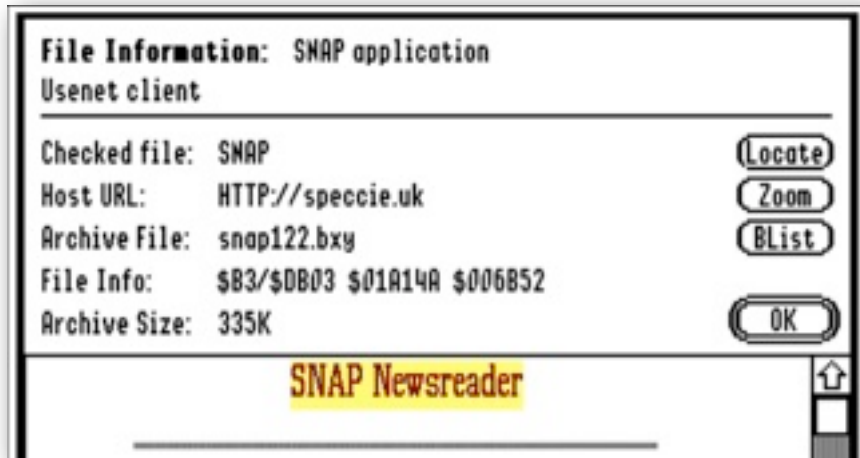 File Information: SNAP application
Usenet client
Checked file: SNAP
Locate
Host URL: HTTP://speccie.uk
Zoom
Archive File: snap122.bxy
BList
File Info: $B3/$DB03 $01A14A $006B52
Archive Size: 335K
OK
SNAP Newsreader